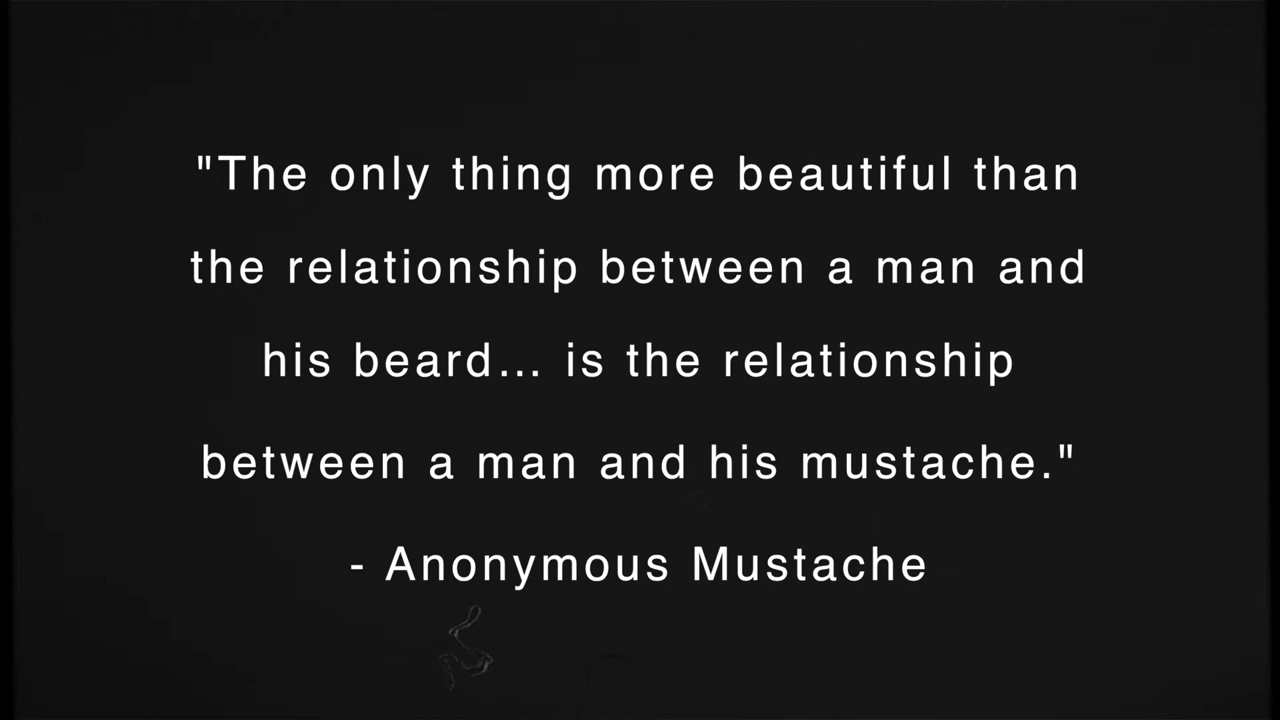 "The only thing more beautiful than
the relationship between a man and
his beard... is the relationship
between a man and his mustache."
- Anonymous Mustache